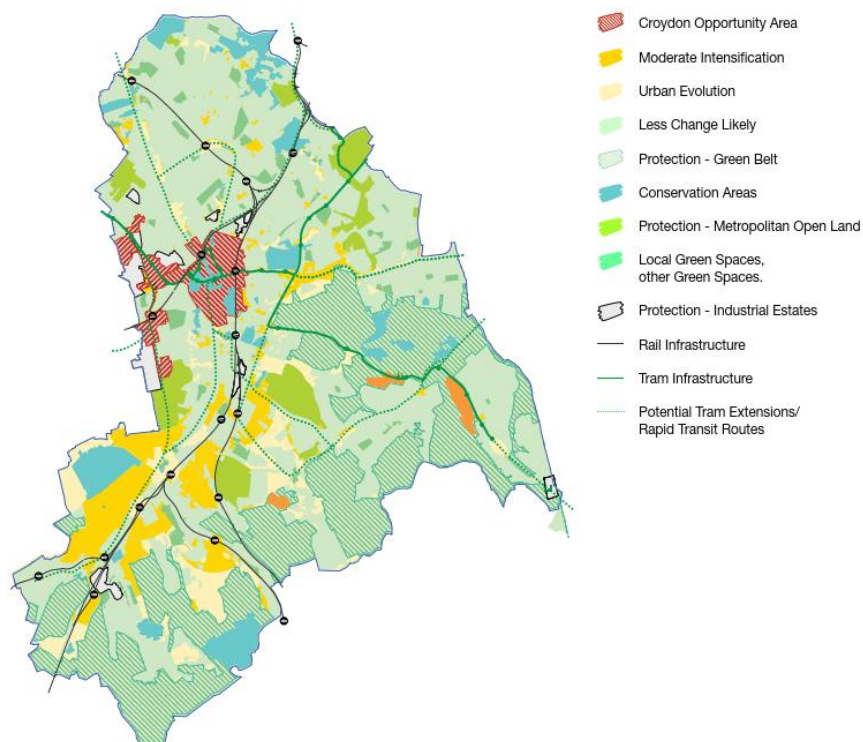 Croydon Opportunity Area
Moderate Intensification
Urban Evolution
Less Change Likely
Protection - Green Belt
Conservation Areas
Protection - Metropolitan Open Land
Local Green Spaces,
other Green Spaces.
Protection - Industrial Estates
Rail Infrastructure
Tram Infrastructure
Potential Tram Extensions/
Rapid Transit Routes